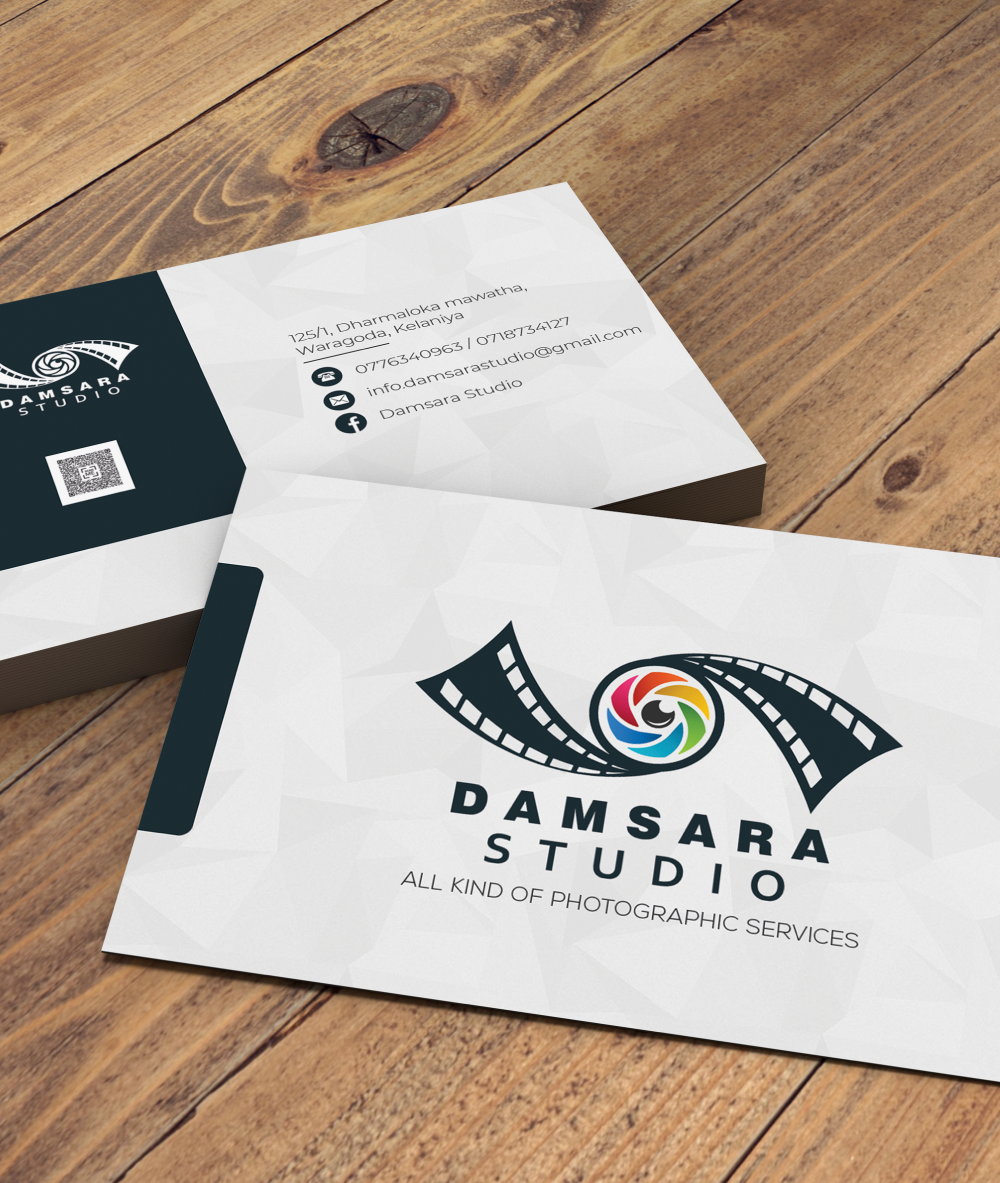 125/1, Dharmaloka mawatha,
Waragoda, Kelaniya
0776340963 / 0718734127
info.damsarastudio@gmail.com
Damsara Studio
DAMSARA
STUDIO
DAMSARA
STUDIO
ALL KIND OF PHOTOGRAPHIC SERVICES